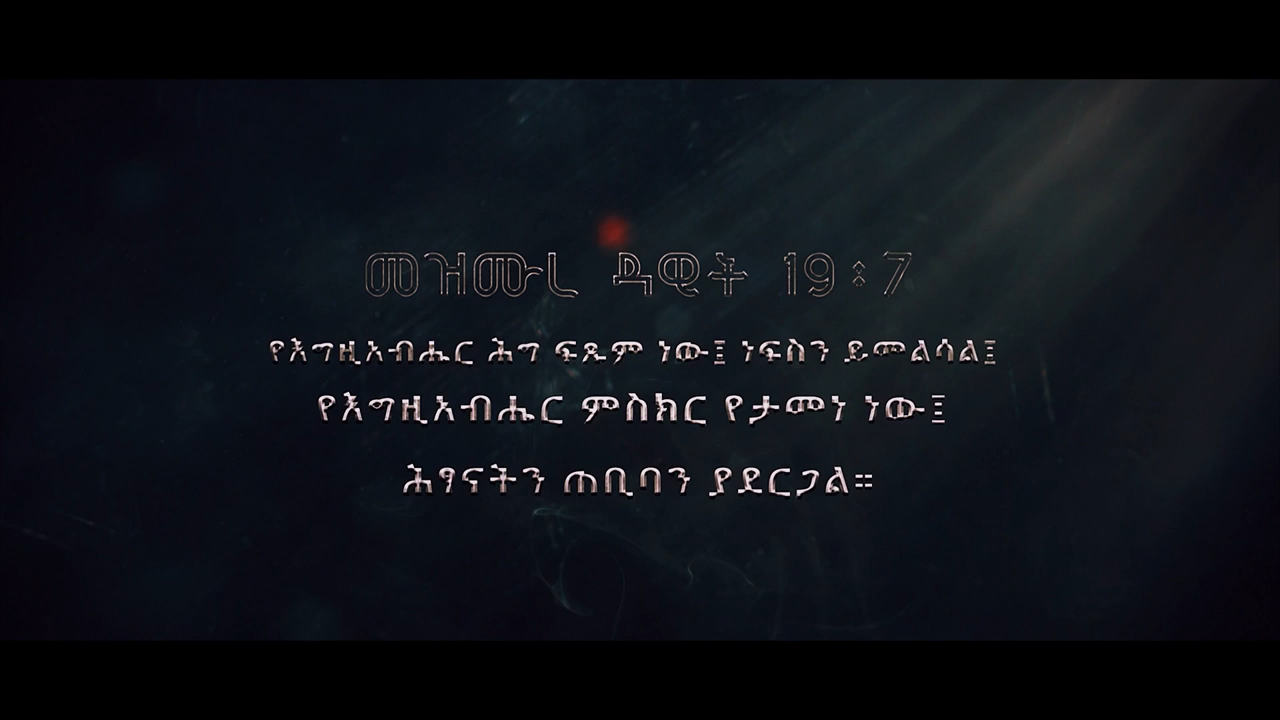 መዝሙረ ዳዊት 19፡7
የእግዚአብሔር ሕግ ፍጹም ነው፤ ነፍስን ይመልሳል፤
የእግዚአብሔር ምስክር የታመነ ነው፤
ሕፃናትን ጠቢባን ያደርጋል።